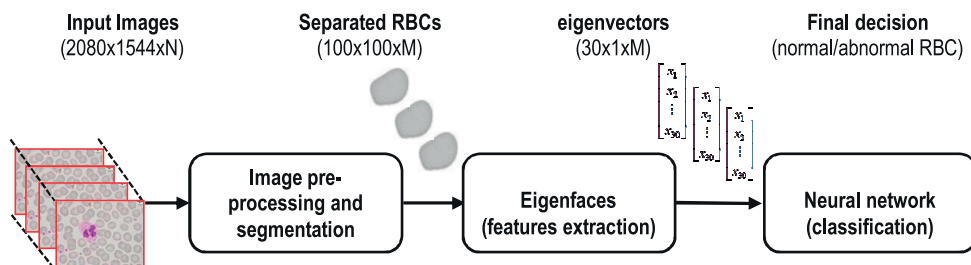 Input Images
(2080x1544xN)
Separated RBCs
(100x100xM)
eigenvectors
(30x1xM)
Final decision
(normal/abnormal RBC)
x1
x2
⋮
x30
x1
x2
⋮
x30
x1
x2
⋮
x30
Image pre-
processing and
segmentation
Eigenfaces
(features extraction)
Neural network
(classification)